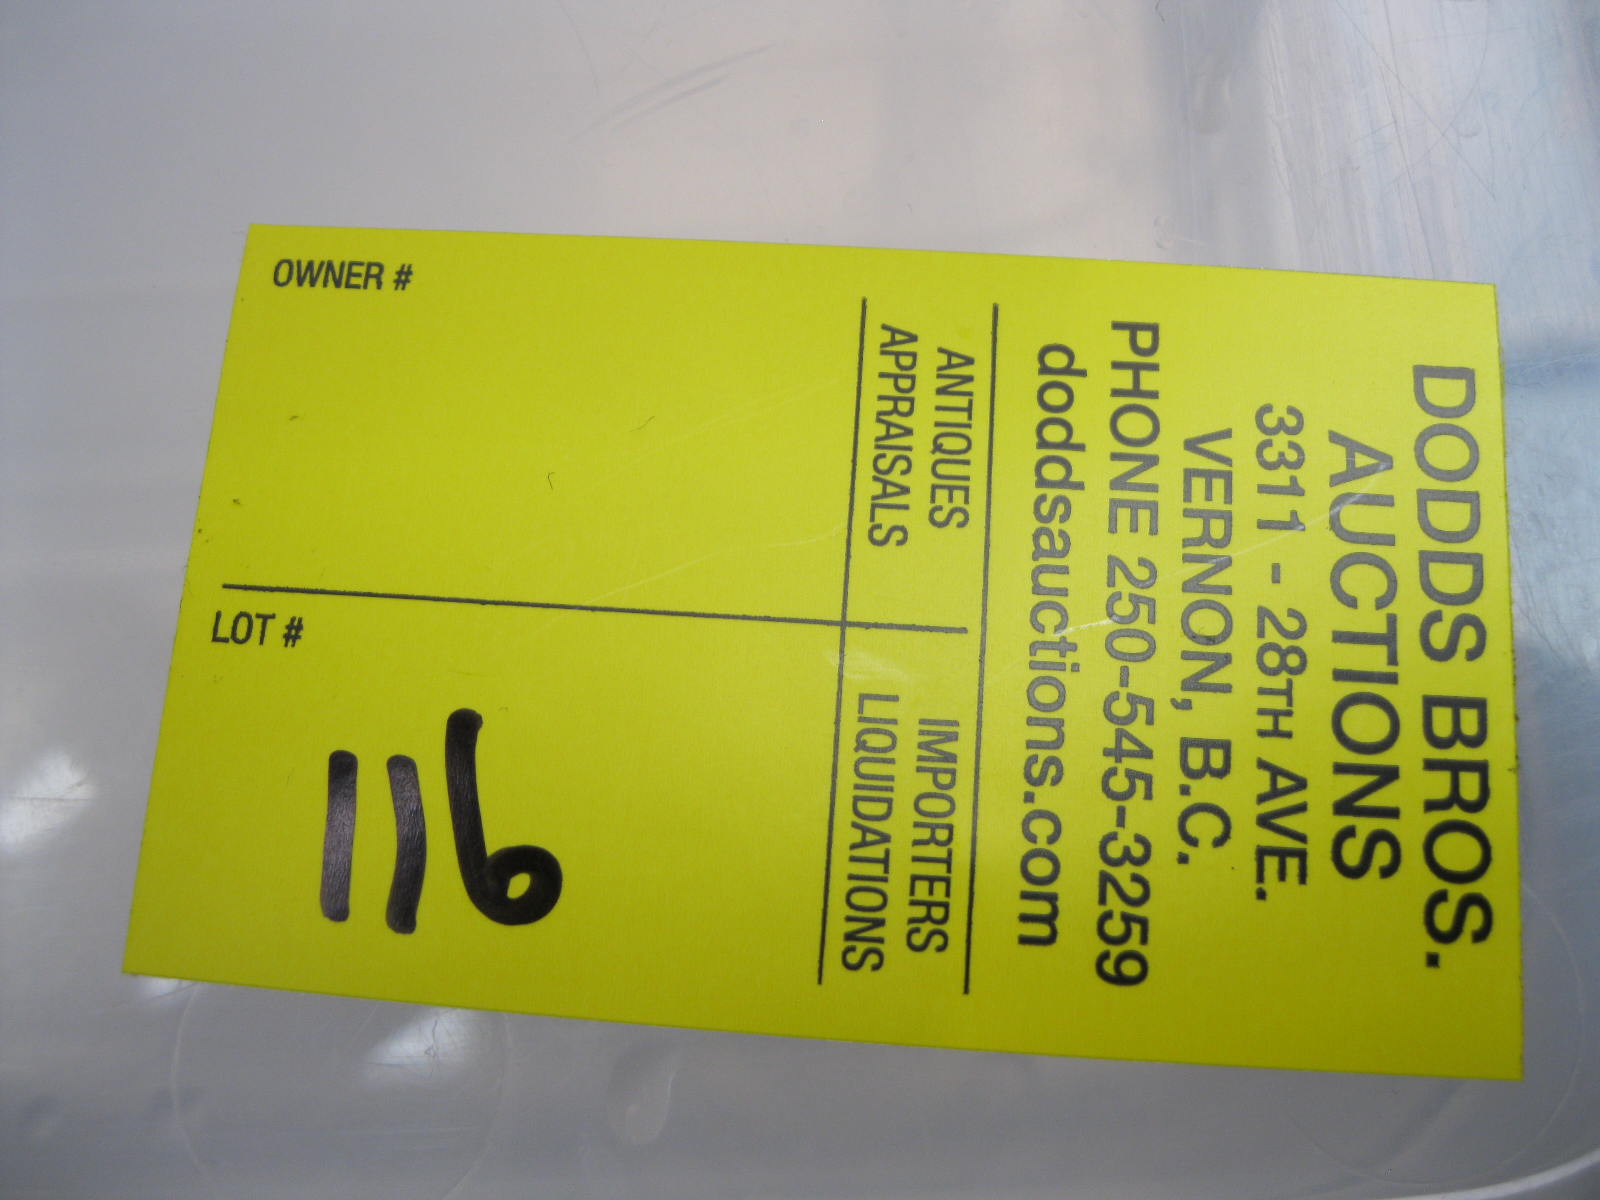 DODDS BROS.
AUCTIONS
3311 - 28TH AVE.
VERNON, B.C.
PHONE 250-545-3259
doddsauctions.com
ANTIQUES
APPRAISALS
IMPORTERS
LIQUIDATIONS
OWNER #
LOT #
116